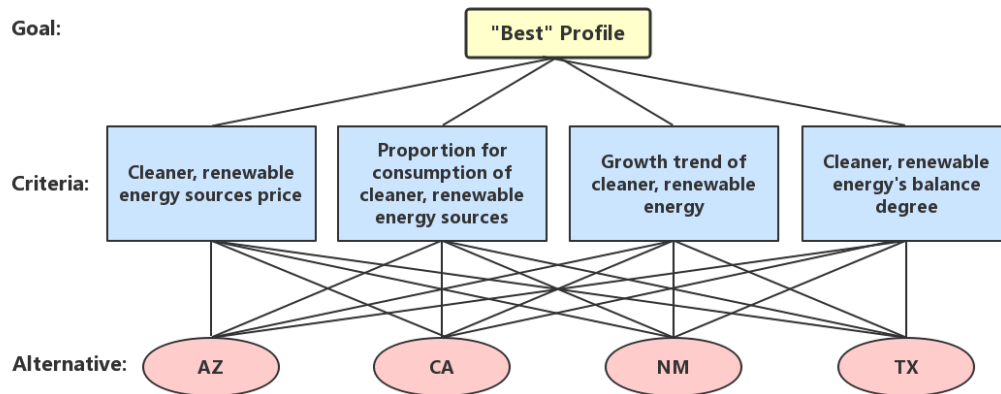 Goal:
"Best" Profile
Criteria:
Cleaner, renewable
energy sources price
Proportion for
consumption of
cleaner, renewable
energy sources
Growth trend of
cleaner, renewable
energy
Cleaner, renewable
energy's balance
degree
Alternative:
AZ
CA
NM
TX